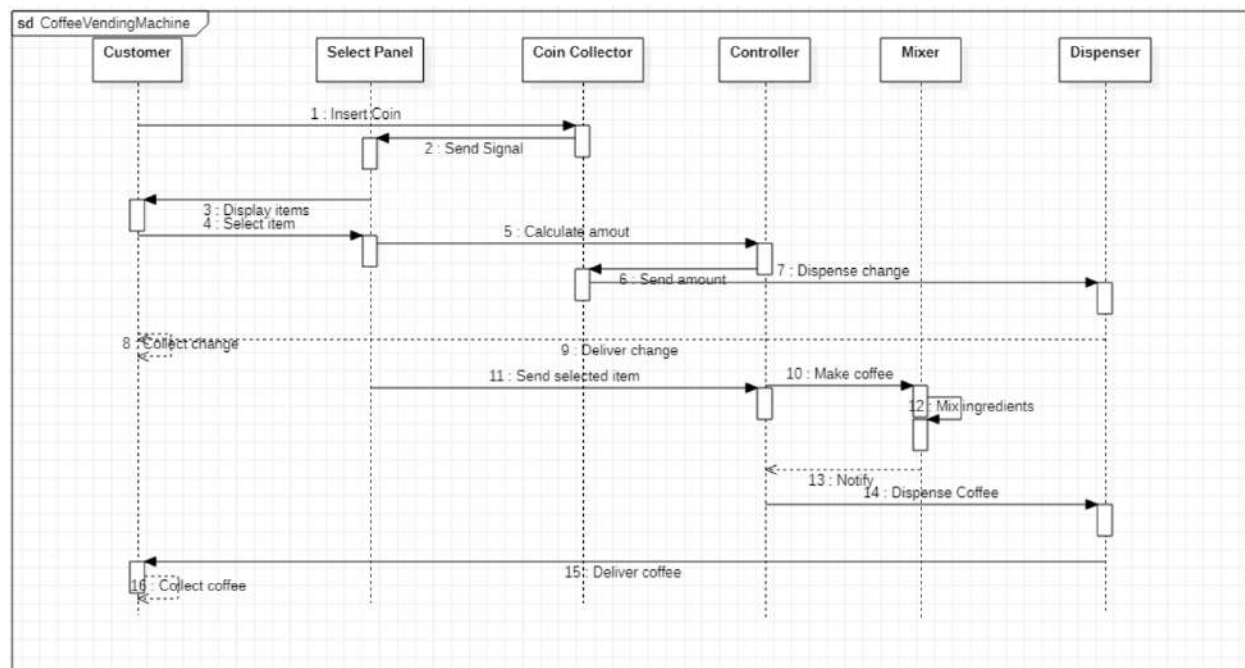 sd CoffeeVendingMachine
Customer
Select Panel
Coin Collector
Controller
Mixer
Dispenser
1 : Insert Coin
2 : Send Signal
3 : Display items
4 : Select item
5 : Calculate amout
6 : Send amount
7 : Dispense change
8 : Collect change
9 : Deliver change
10 : Make coffee
11 : Send selected item
12 : Mix ingredients
13 : Notify
14 : Dispense Coffee
15 : Deliver coffee
16 : Collect coffee